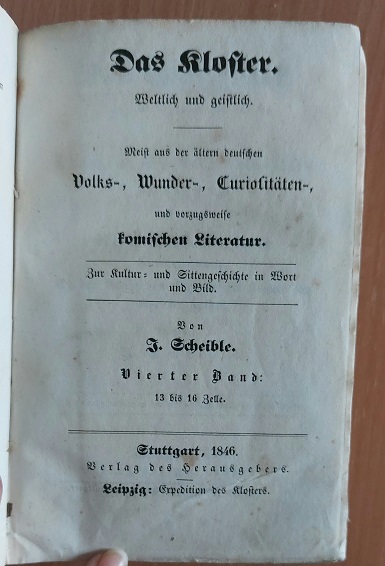 Das Kloster.
Weltlich und geistlich.
Meist aus der ältern deutschen
Volks-, Wunder-, Curiositäten-,
und vorzugsweise
komischen Literatur.
Zur Kultur- und Sittengeschichte in Wort
und Bild.
Von
J. Scheible.
Vierter Band:
13 bis 16 Zelle.
Stuttgart, 1846.
Verlag des Herausgebers.
Leipzig: Expedition des Klosters.